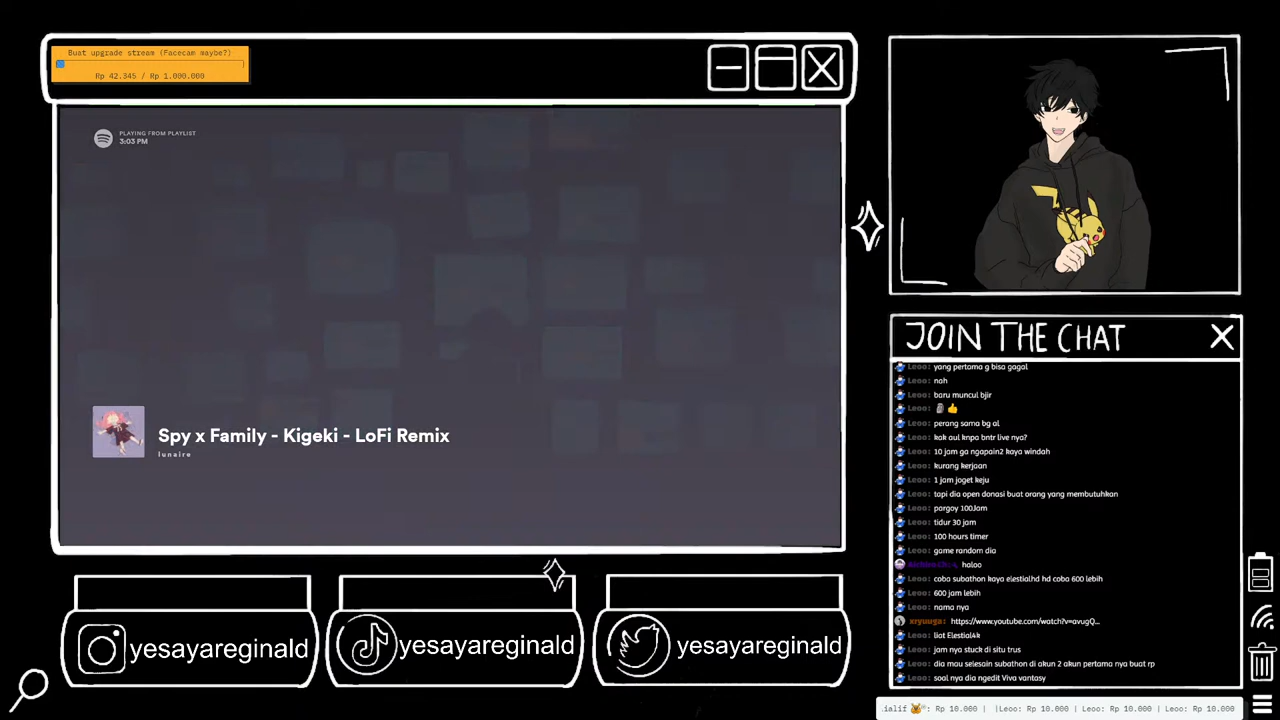 Buat upgrade stream (Facecam maybe?)
Rp 42.345 / Rp 1.000.000
PLAYING FROM PLAYLIST
3:03 PM
Spy x Family - Kigeki - LoFi Remix
lunaire
yesayareginald
yesayareginald
yesayareginald
JOIN THE CHAT
Leoo: yang pertama g bisa gagal
Leoo: nah
Leoo: baru muncul bjir
Leoo: 🗿👍
Leoo: perang sama bg al
Leoo: kak aul knpa bntr live nya?
Leoo: 10 jam ga ngapain2 kaya windah
Leoo: kurang kerjaan
Leoo: 1 jam joget keju
Leoo: tapi dia open donasi buat orang yang membutuhkan
Leoo: pargoy 100Jam
Leoo: tidur 30 jam
Leoo: 100 hours timer
Leoo: game random dia
haloo
Leoo: coba subathon kaya elestialhd hd coba 600 lebih
Leoo: 600 jam lebih
Leoo: nama nya
xryuuga: https://www.youtube.com/watch?v=avugQ...
Leoo: liat Elestial4k
Leoo: jam nya stuck di situ trus
Leoo: dia mau selesain subathon di akun 2 akun pertama nya buat rp
Leoo: soal nya dia ngedit Viva vantasy
ialif 🐯: Rp 10.000 | Leoo: Rp 10.000 | Leoo: Rp 10.000 | Leoo: Rp 10.000